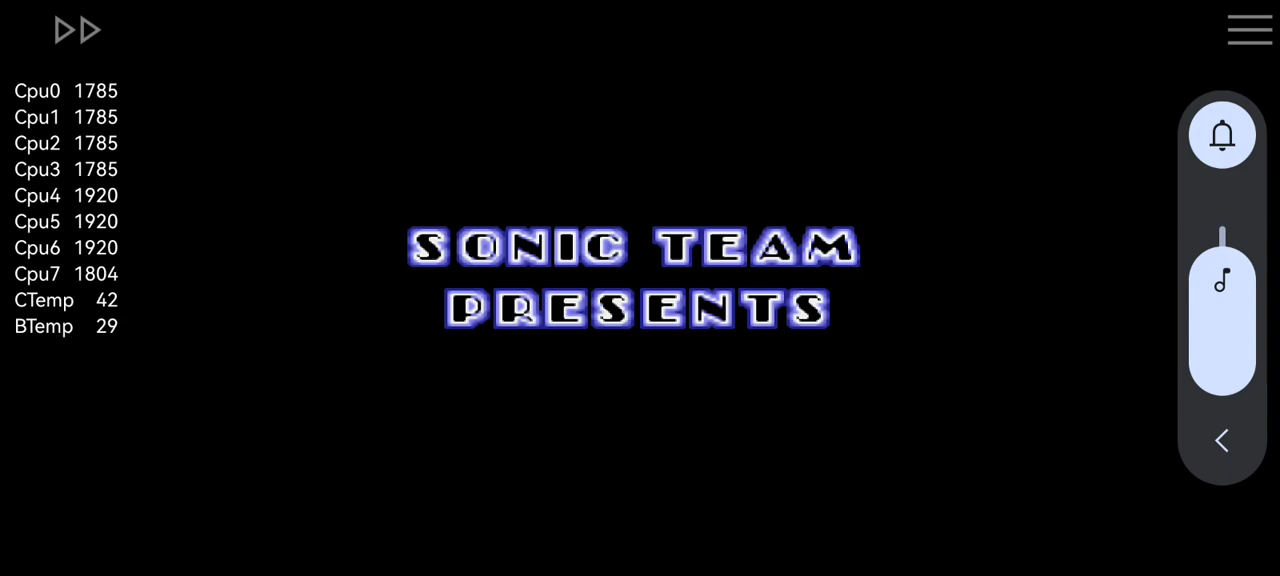 Cpu0 1785
Cpu1 1785
Cpu2 1785
Cpu3 1785
Cpu4 1920
Cpu5 1920
Cpu6 1920
Cpu7 1804
CTemp 42
BTemp 29
SONIC TEAM
PRESENTS